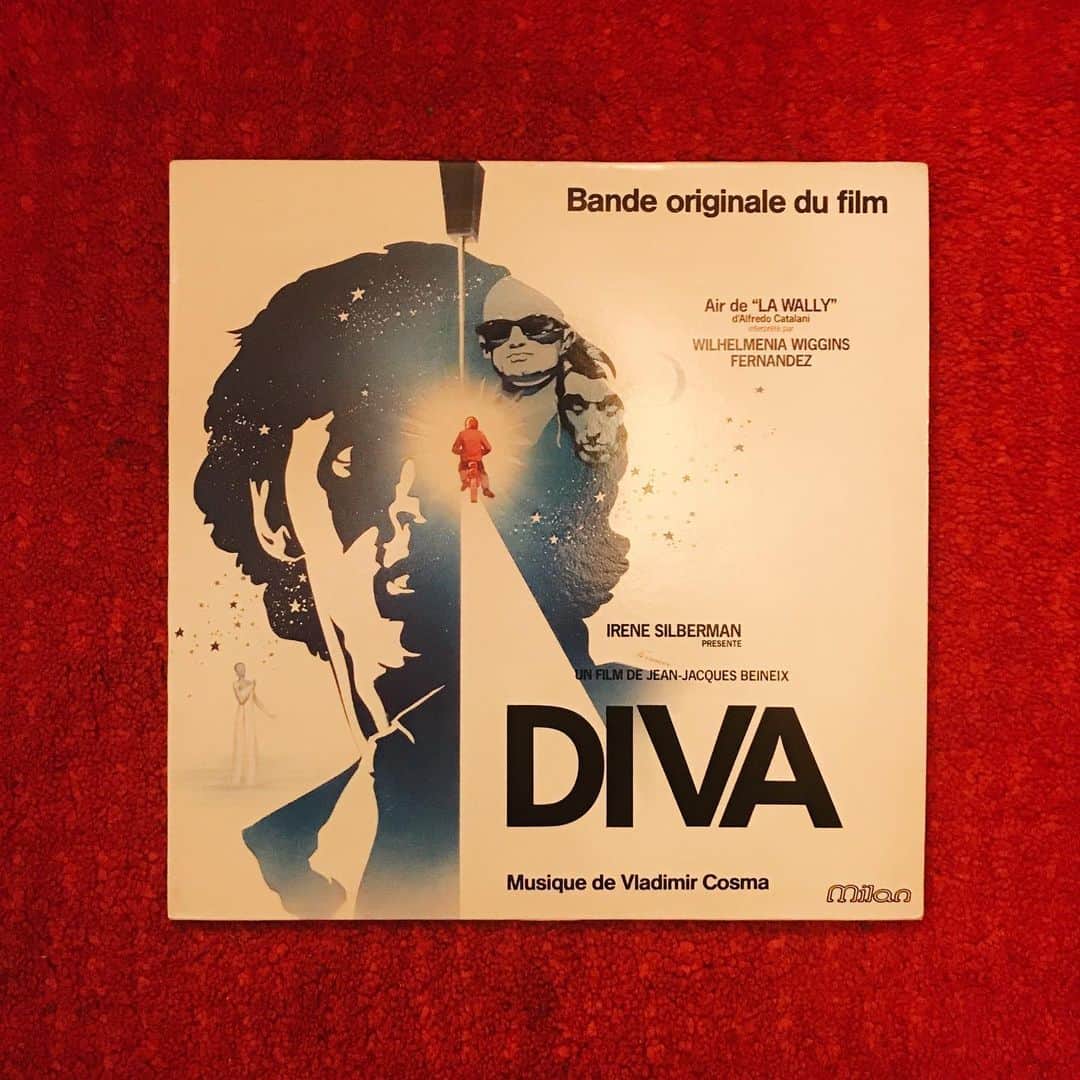 Bande originale du film
Air de “LA WALLY”
d'Alfredo Catalani
interprété par
WILHELMENIA WIGGINS
FERNANDEZ
IRENE SILBERMAN
PRESENTE
UN FILM DE JEAN-JACQUES BEINEIX
DIVA
Musique de Vladimir Cosma
Milan